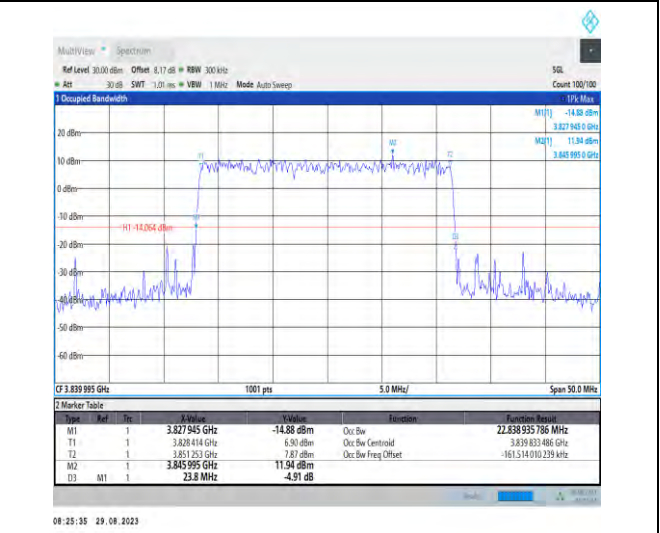 MultiView Spectrum
Ref Level 30.00 dBm Offset 8.17 dB RBW 300 kHz SGL
Att 30 dB SWT 1.01 ms VBW 1 MHz Mode Auto Sweep Count 100/100
1 Occupied Bandwidth 1Pk Max
M1[1] -14.88 dBm
3.827 945 0 GHz
M2[1] 11.94 dBm
3.845 995 0 GHz
20 dBm
M2
T1 T2
10 dBm
0 dBm
-10 dBm
H1 -14.064 dBm
-20 dBm
-30 dBm
-40 dBm
-50 dBm
-60 dBm
CF 3.839 995 GHz 1001 pts 5.0 MHz/ Span 50.0 MHz
2 Marker Table
Type Ref Trc X-Value Y-Value Function Function Result
M1 1 3.827 945 GHz -14.88 dBm Occ Bw 22.838 935 786 MHz
T1 1 3.828 414 GHz 6.90 dBm Occ Bw Centroid 3.839 833 486 GHz
T2 1 3.851 253 GHz 7.87 dBm Occ Bw Freq Offset -161.514 010 239 kHz
M2 1 3.845 995 GHz 11.94 dBm
D3 M1 1 23.8 MHz -4.91 dB
08:25:35 29.08.2023